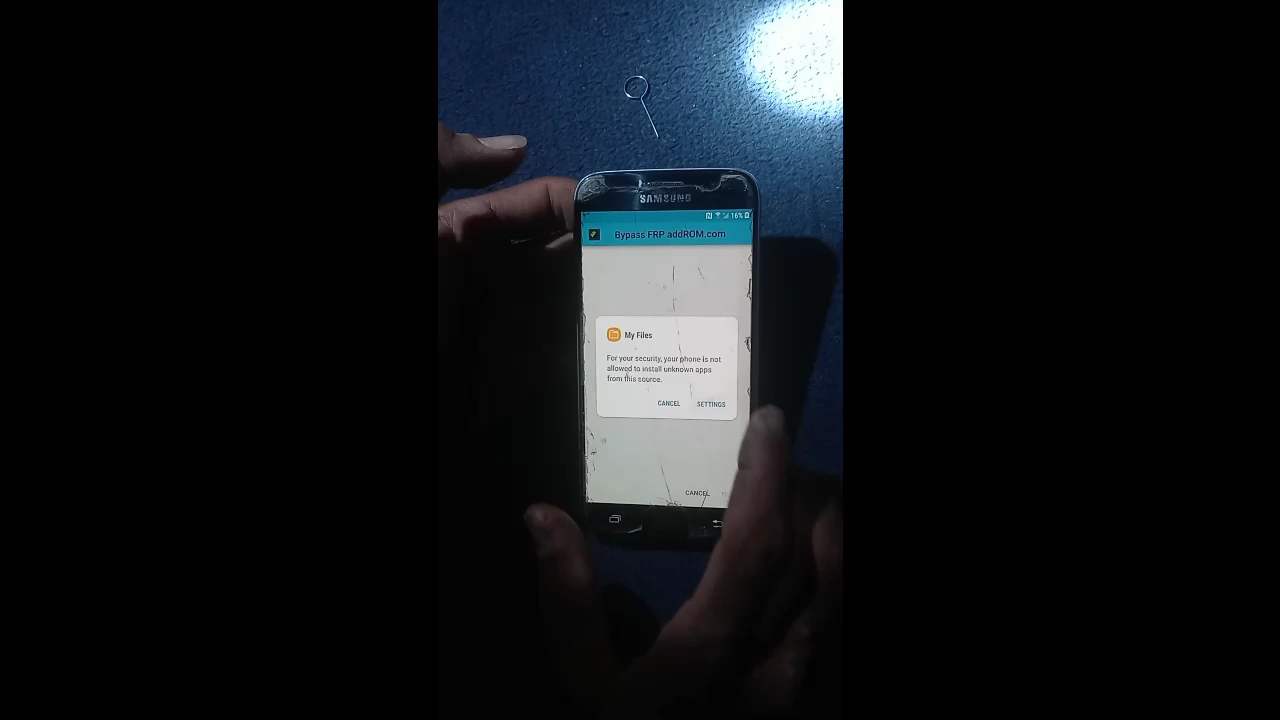 SAMSUNG
16%
Bypass FRP addROM.com
My Files
For your security, your phone is not
allowed to install unknown apps
from this source.
CANCEL SETTINGS
CANCEL